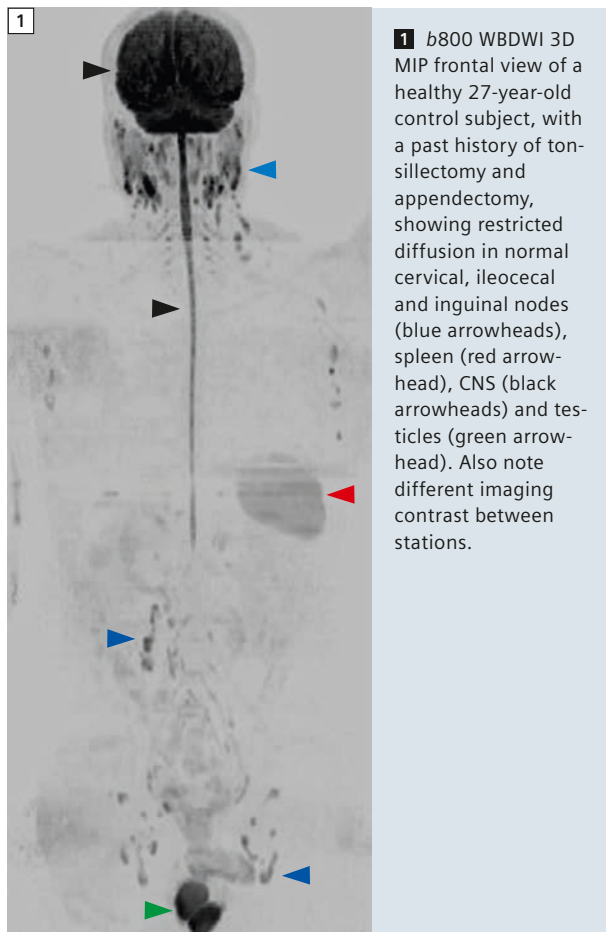 1
1 b800 WBDWI 3D
MIP frontal view of a
healthy 27-year-old
control subject, with
a past history of ton-
sillectomy and
appendectomy,
showing restricted
diffusion in normal
cervical, ileocecal
and inguinal nodes
(blue arrowheads),
spleen (red arrow-
head), CNS (black
arrowheads) and tes-
ticles (green arrow-
head). Also note
different imaging
contrast between
stations.